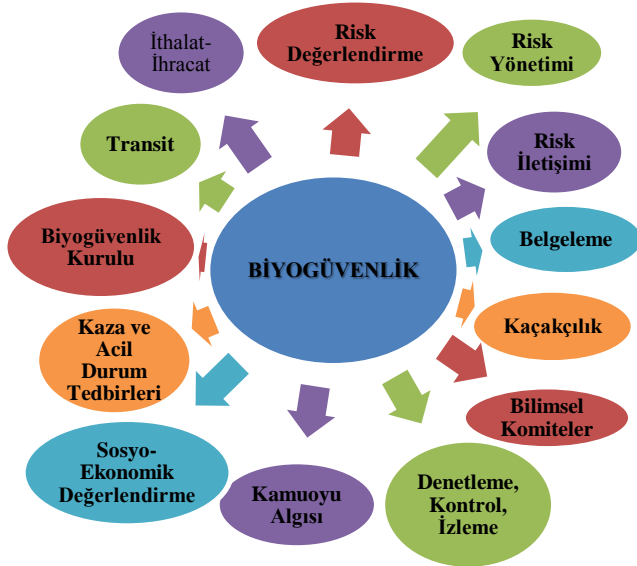 Risk
Değerlendirme
Risk
Yönetimi
Risk
İletişimi
Belgeleme
Kaçakçılık
Bilimsel
Komiteler
Denetleme,
Kontrol,
İzleme
Kamuoyu
Algısı
Sosyo-
Ekonomik
Değerlendirme
Kaza ve
Acil
Durum
Tedbirleri
Biyogüvenlik
Kurulu
Transit
İthalat-
İhracat
BİYOGÜVENLİK